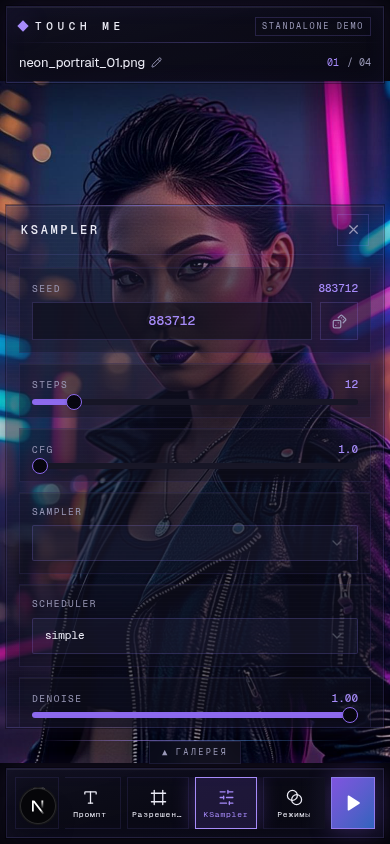 TOUCH ME
STANDALONE DEMO
neon_portrait_01.png
01 / 04
KSAMPLER
SEED
883712
883712
STEPS
12
CFG
1.0
SAMPLER
SCHEDULER
simple
DENOISE
1.00
▲ ГАЛЕРЕЯ
N
Промпт
Разрешен…
KSampler
Режимы